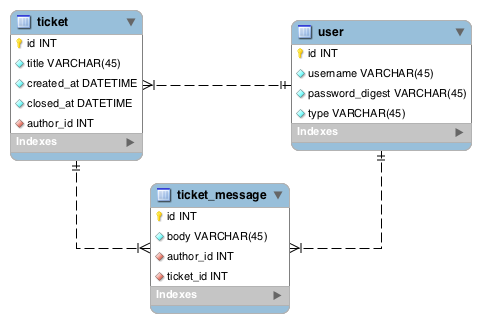 ticket
id INT
title VARCHAR(45)
created_at DATETIME
closed_at DATETIME
author_id INT
Indexes
user
id INT
username VARCHAR(45)
password_digest VARCHAR(45)
type VARCHAR(45)
Indexes
ticket_message
id INT
body VARCHAR(45)
author_id INT
ticket_id INT
Indexes